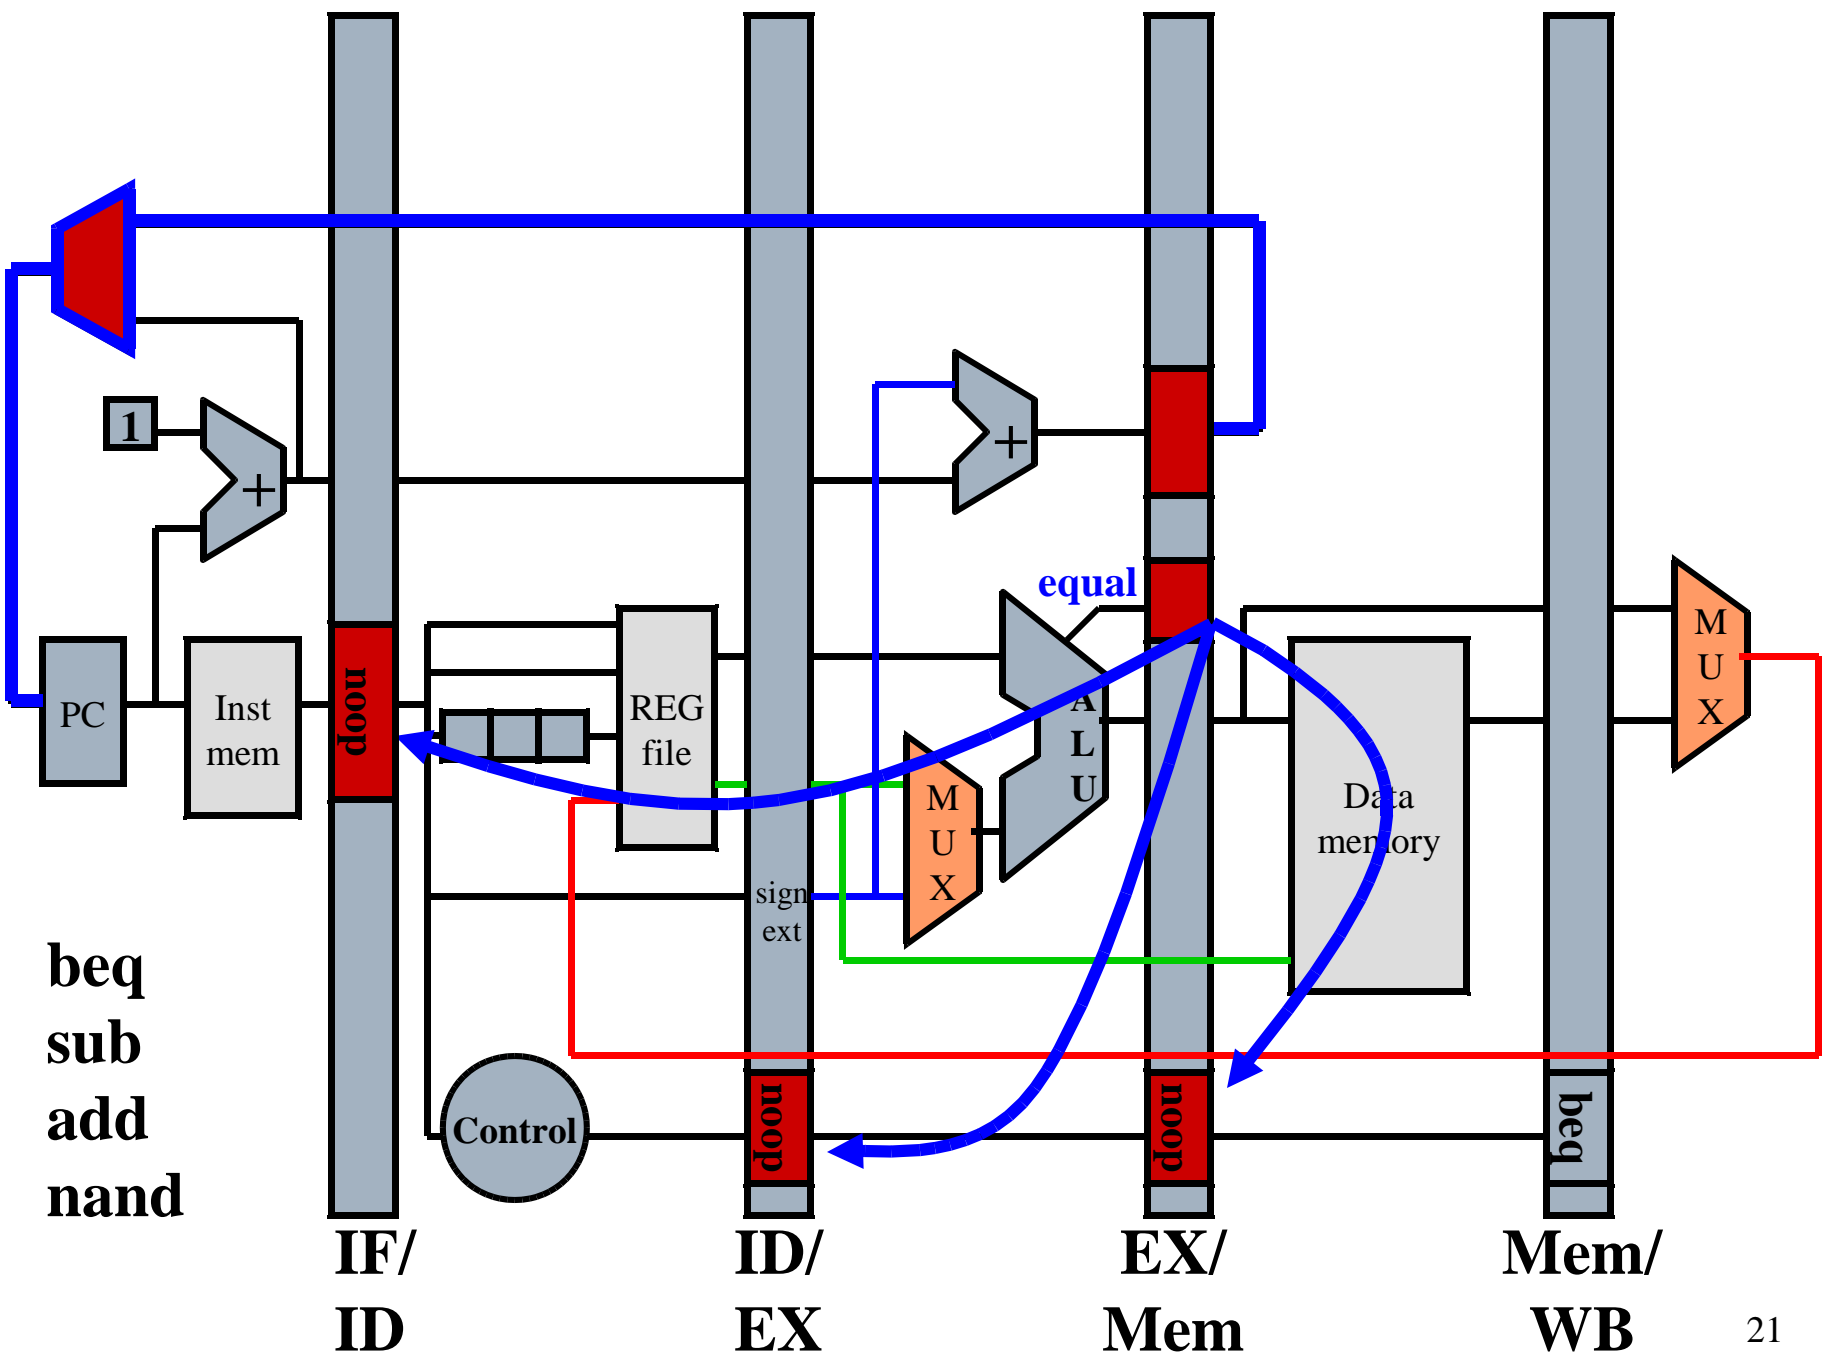 1
+
+
equal
PC
Inst
mem
noop
REG
file
M
U
X
A
L
U
Data
memory
M
U
X
sign
ext
beq
sub
add
nand
Control
noop
noop
beq
IF/
ID
ID/
EX
EX/
Mem
Mem/
WB
21